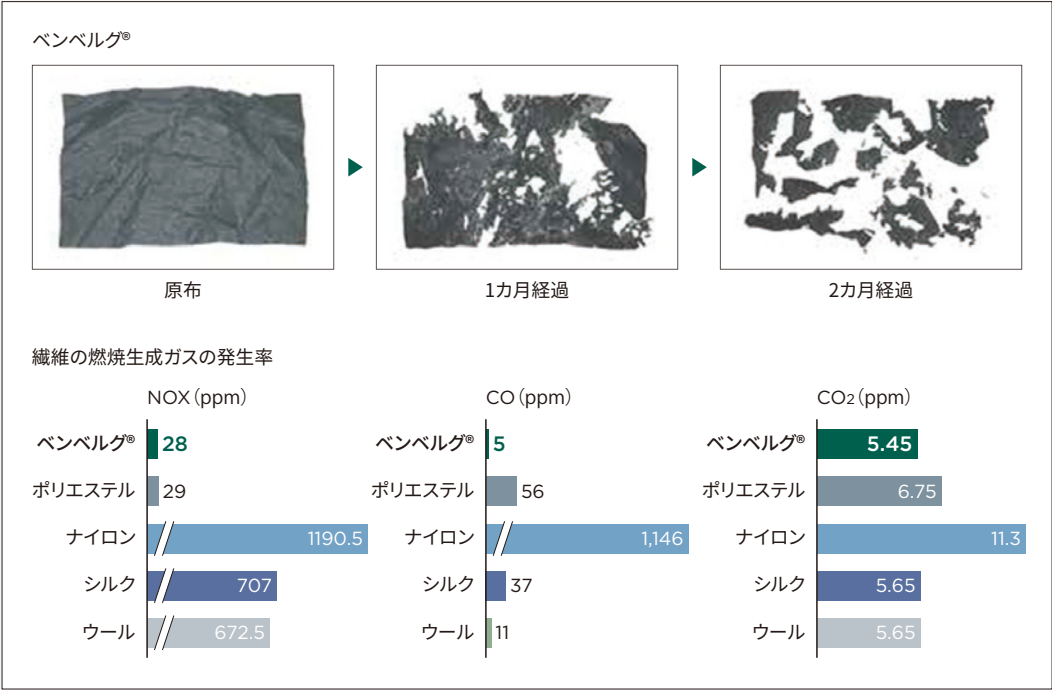 ベンベルグ®
原布
1カ月経過
2カ月経過
繊維の燃焼生成ガスの発生率
NOX（ppm）
ベンベルグ® 28
ポリエステル 29
ナイロン 1190.5
シルク 707
ウール 672.5
CO（ppm）
ベンベルグ® 5
ポリエステル 56
ナイロン 1,146
シルク 37
ウール 11
CO2（ppm）
ベンベルグ® 5.45
ポリエステル 6.75
ナイロン 11.3
シルク 5.65
ウール 5.65